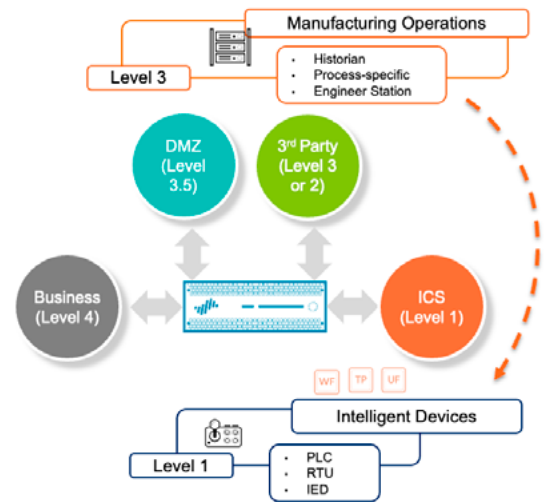 Manufacturing Operations
Level 3
• Historian
• Process-specific
• Engineer Station
DMZ
(Level
3.5)
3rd Party
(Level 3
or 2)
Business
(Level 4)
ICS
(Level 1)
WF
TP
UF
Intelligent Devices
Level 1
• PLC
• RTU
• IED